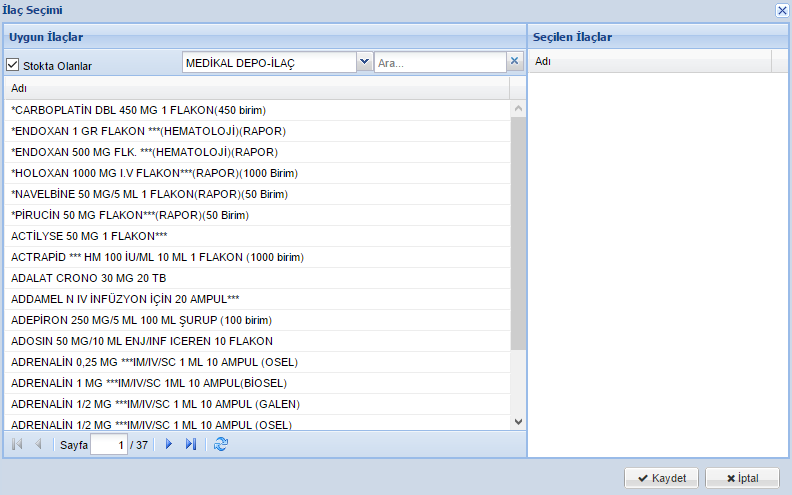 İlaç Seçimi
Uygun İlaçlar
Stokta Olanlar
MEDİKAL DEPO-İLAÇ
Ara...
Adı
*CARBOPLATİN DBL 450 MG 1 FLAKON(450 birim)
*ENDOXAN 1 GR FLAKON ***(HEMATOLOJİ)(RAPOR)
*ENDOXAN 500 MG FLK. ***(HEMATOLOJİ)(RAPOR)
*HOLOXAN 1000 MG I.V FLAKON***(RAPOR)(1000 Birim)
*NAVELBİNE 50 MG/5 ML 1 FLAKON(RAPOR)(50 Birim)
*PİRUCİN 50 MG FLAKON***(RAPOR)(50 Birim)
ACTİLYSE 50 MG 1 FLAKON***
ACTRAPİD *** HM 100 İU/ML 10 ML 1 FLAKON (1000 birim)
ADALAT CRONO 30 MG 20 TB
ADDAMEL N IV İNFÜZYON İÇİN 20 AMPUL***
ADEPİRON 250 MG/5 ML 100 ML ŞURUP (100 birim)
ADOSIN 50 MG/10 ML ENJ/INF ICEREN 10 FLAKON
ADRENALİN 0,25 MG ***IM/IV/SC 1 ML 10 AMPUL (OSEL)
ADRENALİN 1 MG ***IM/IV/SC 1ML 10 AMPUL(BİOSEL)
ADRENALİN 1/2 MG ***IM/IV/SC 1 ML 10 AMPUL (GALEN)
ADRENALİN 1/2 MG ***IM/IV/SC 1 ML 10 AMPUL (OSEL)
Sayfa 1 / 37
Seçilen İlaçlar
Adı
Kaydet
İptal